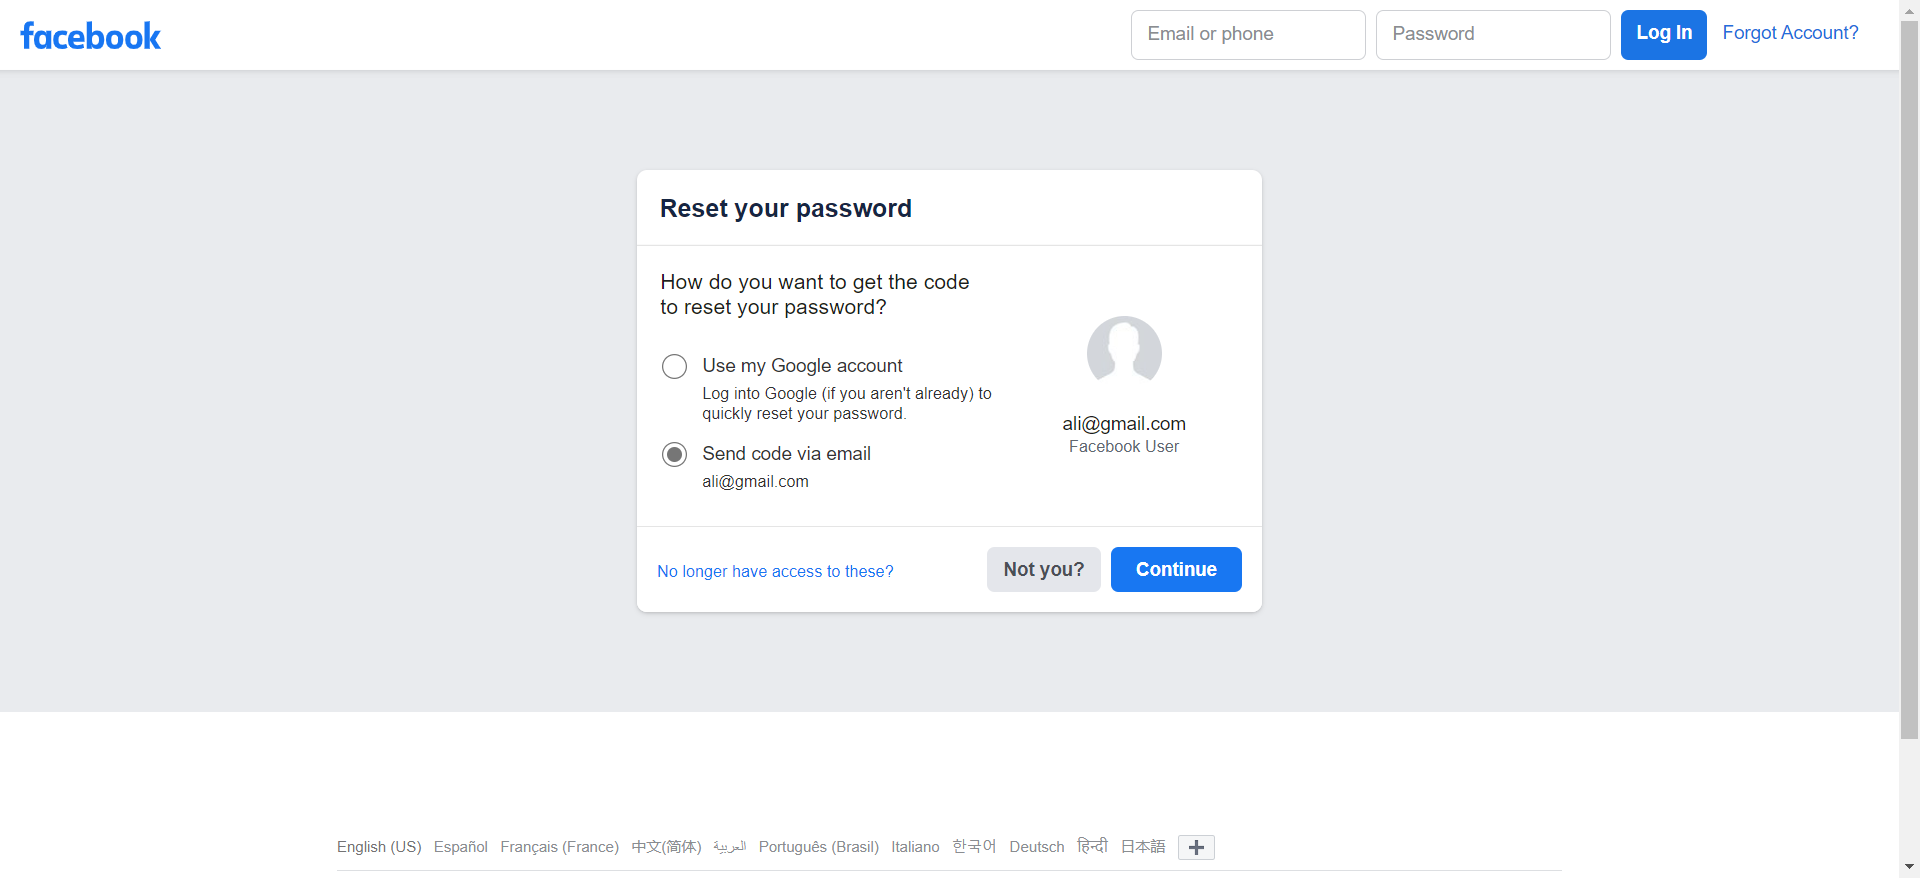 facebook
Email or phone
Password
Log In
Forgot Account?
Reset your password
How do you want to get the code
to reset your password?
Use my Google account
Log into Google (if you aren't already) to
quickly reset your password.
Send code via email
ali@gmail.com
ali@gmail.com
Facebook User
No longer have access to these?
Not you?
Continue
English (US) Español Français (France) 中文(简体) العربية Português (Brasil) Italiano 한국어 Deutsch हिन्दी 日本語